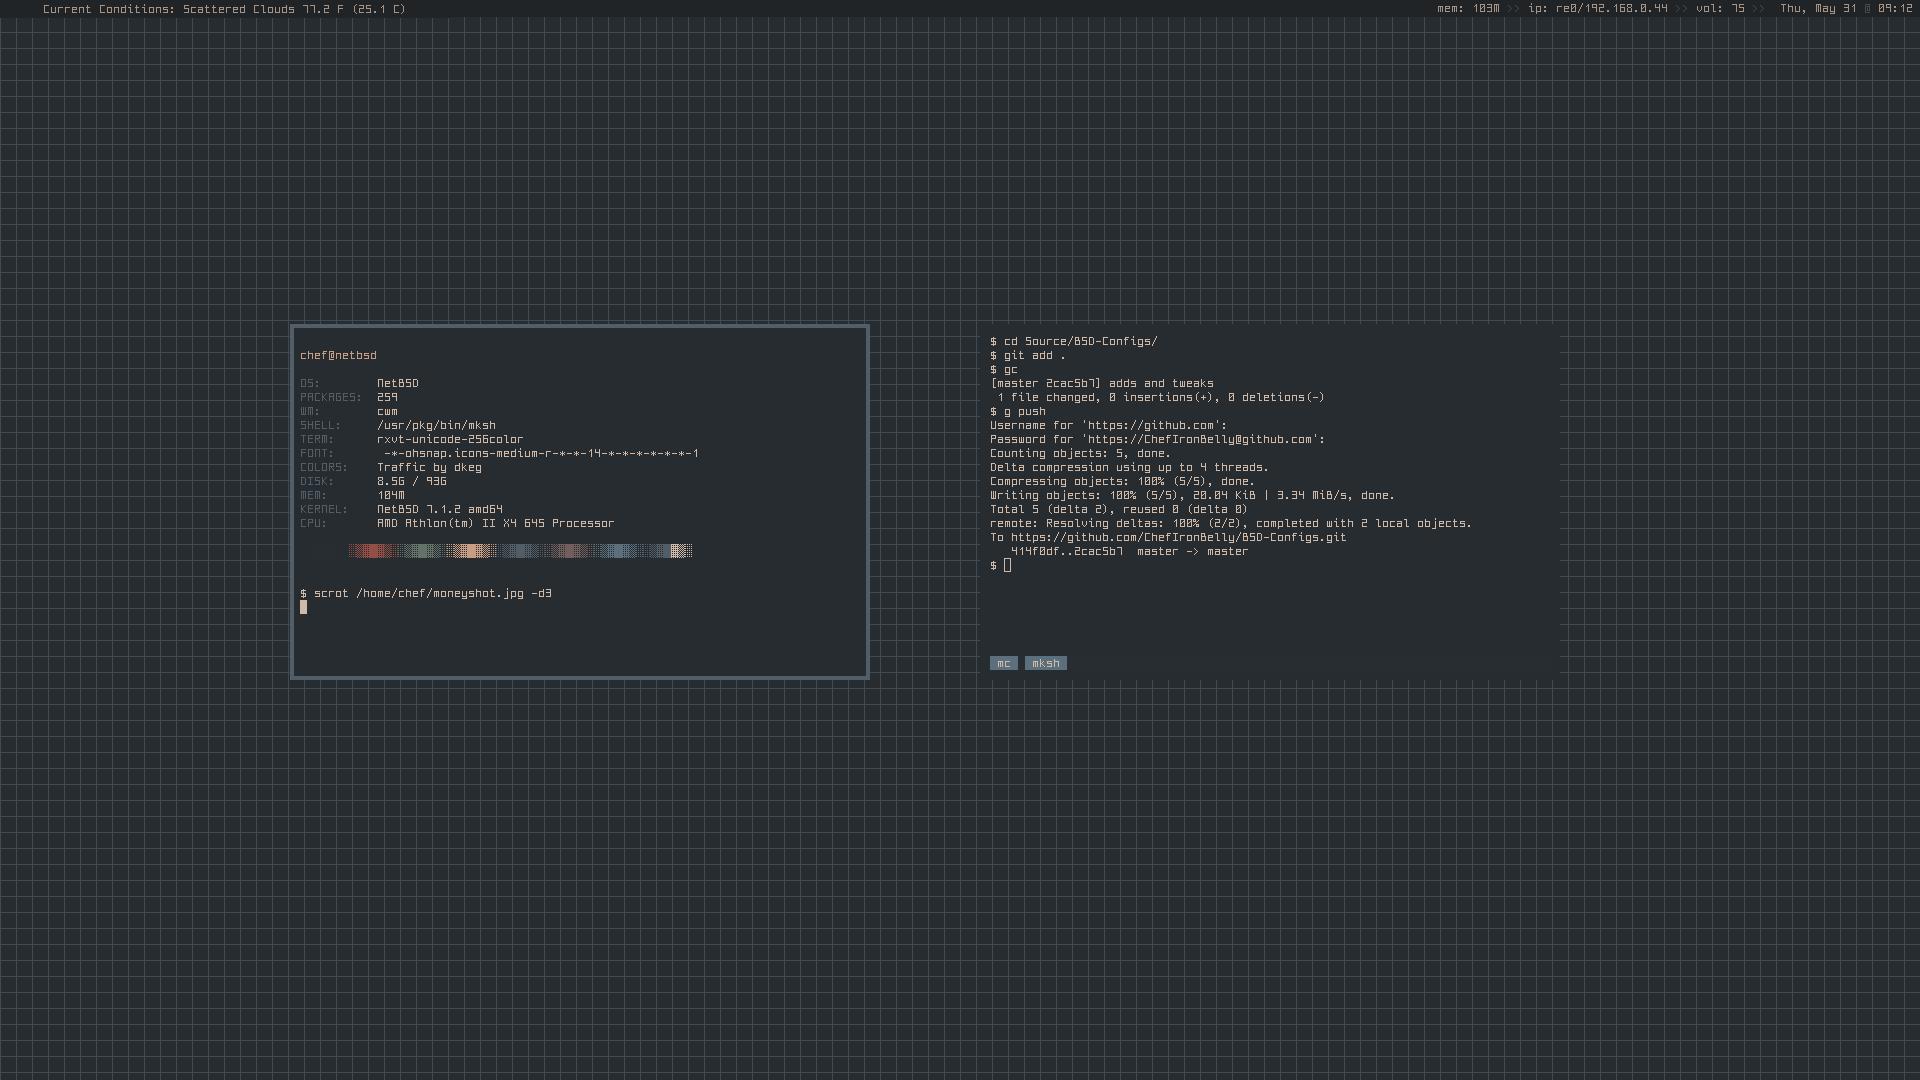 Current Conditions: Scattered Clouds 77.2 F (25.1 C)
mem: 103M >> ip: re0/192.168.0.44 >> vol: 75 >> Thu, May 31 @ 09:12
chef@netbsd
OS: NetBSD
PACKAGES: 259
WM: cwm
SHELL: /usr/pkg/bin/mksh
TERM: rxvt-unicode-256color
FONT: -*-ohsnap.icons-medium-r-*-*-14-*-*-*-*-*-*-1
COLORS: Traffic by dkeg
DISK: 8.5G / 93G
MEM: 104M
KERNEL: NetBSD 7.1.2 amd64
CPU: AMD Athlon(tm) II X4 645 Processor
$ scrot /home/chef/moneyshot.jpg -d3
$ cd Source/BSD-Configs/
$ git add .
$ gc
[master 2cac5b7] adds and tweaks
1 file changed, 0 insertions(+), 0 deletions(-)
$ g push
Username for 'https://github.com':
Password for 'https://ChefIronBelly@github.com':
Counting objects: 5, done.
Delta compression using up to 4 threads.
Compressing objects: 100% (5/5), done.
Writing objects: 100% (5/5), 20.04 KiB | 3.34 MiB/s, done.
Total 5 (delta 2), reused 0 (delta 0)
remote: Resolving deltas: 100% (2/2), completed with 2 local objects.
To https://github.com/ChefIronBelly/BSD-Configs.git
414f0df..2cac5b7 master -> master
$
mc mksh